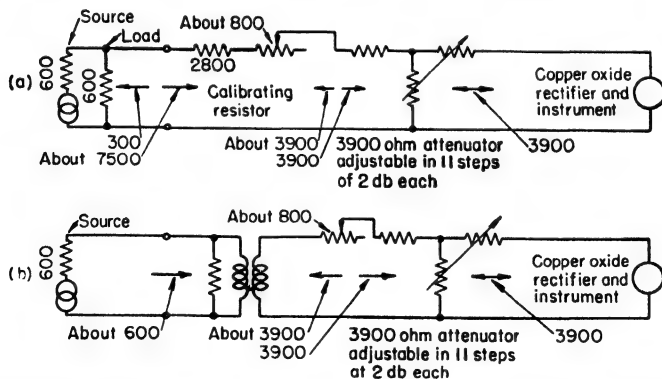 Source
Load
About 800
600
(a)
600
2800
Calibrating
resistor
Copper oxide
rectifier and
instrument
300
About 7500
About 3900
3900
3900 ohm attenuator
adjustable in 11 steps
of 2 db each
3900
Source
About 800
600
(b)
Copper oxide
rectifier and
instrument
About 600
About 3900
3900
3900 ohm attenuator
adjustable in 11 steps
at 2 db each
3900